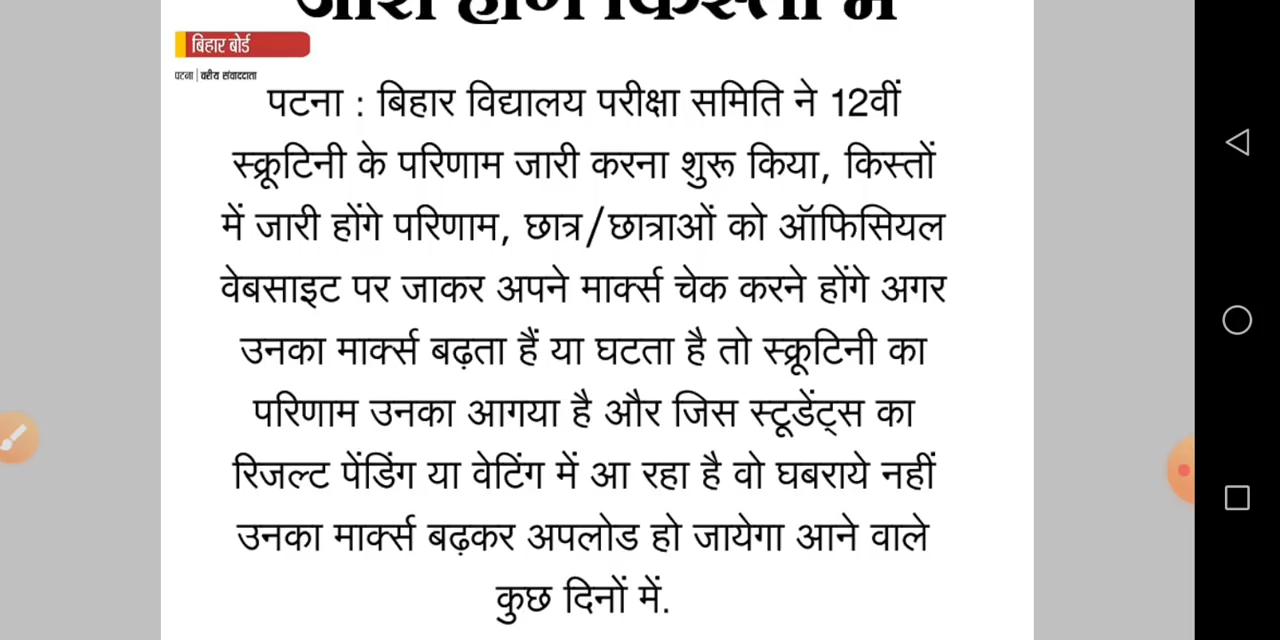 जारी होंगे किस्तों में
बिहार बोर्ड
पटना | वरीय संवाददाता
पटना : बिहार विद्यालय परीक्षा समिति ने 12वीं
स्क्रूटिनी के परिणाम जारी करना शुरू किया, किस्तों
में जारी होंगे परिणाम, छात्र/छात्राओं को ऑफिसियल
वेबसाइट पर जाकर अपने मार्क्स चेक करने होंगे अगर
उनका मार्क्स बढ़ता हैं या घटता है तो स्क्रूटिनी का
परिणाम उनका आगया है और जिस स्टूडेंट्स का
रिजल्ट पेंडिंग या वेटिंग में आ रहा है वो घबराये नहीं
उनका मार्क्स बढ़कर अपलोड हो जायेगा आने वाले
कुछ दिनों में.